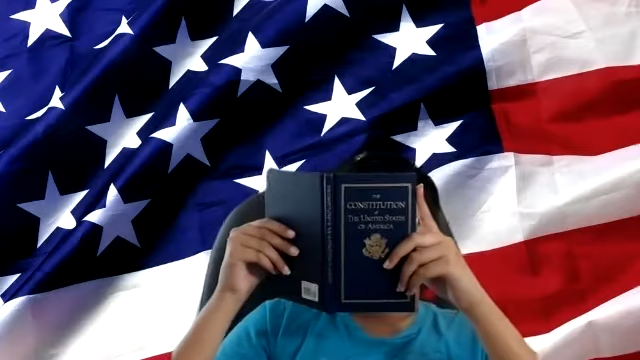 THE
CONSTITUTION
of
THE UNITED STATES
OF AMERICA